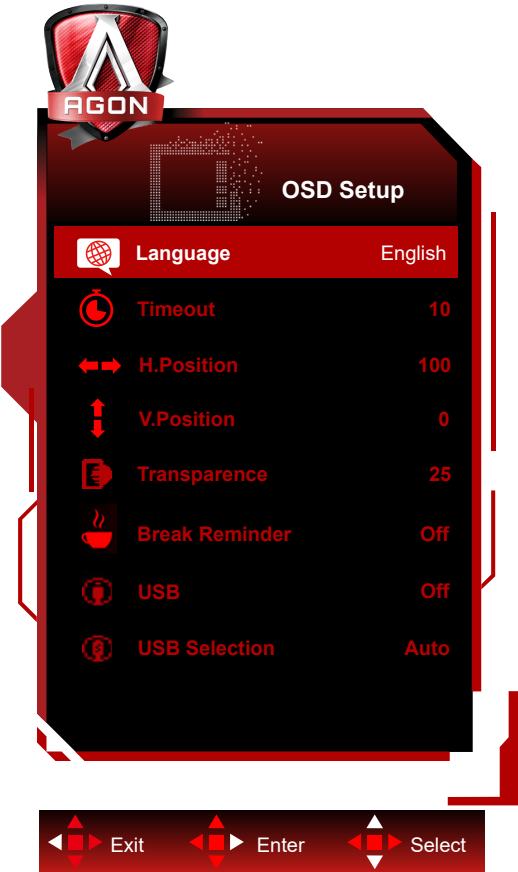 AGON
OSD Setup
Language English
Timeout 10
H.Position 100
V.Position 0
Transparence 25
Break Reminder Off
USB Off
USB Selection Auto
Exit Enter Select